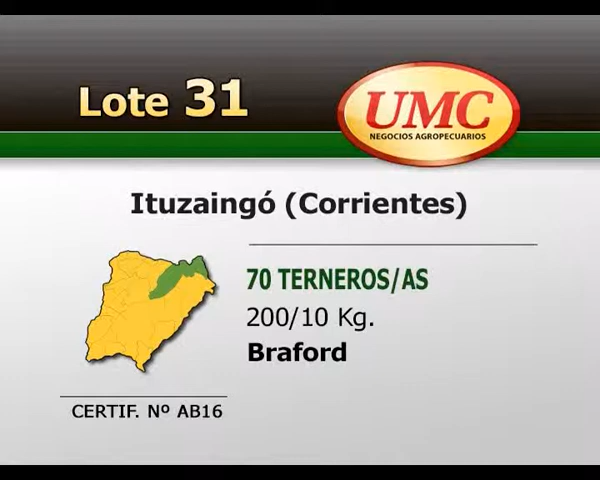 Lote 31
UMC
NEGOCIOS AGROPECUARIOS
Ituzaingó (Corrientes)
70 TERNEROS/AS
200/10 Kg.
Braford
CERTIF. Nº AB16